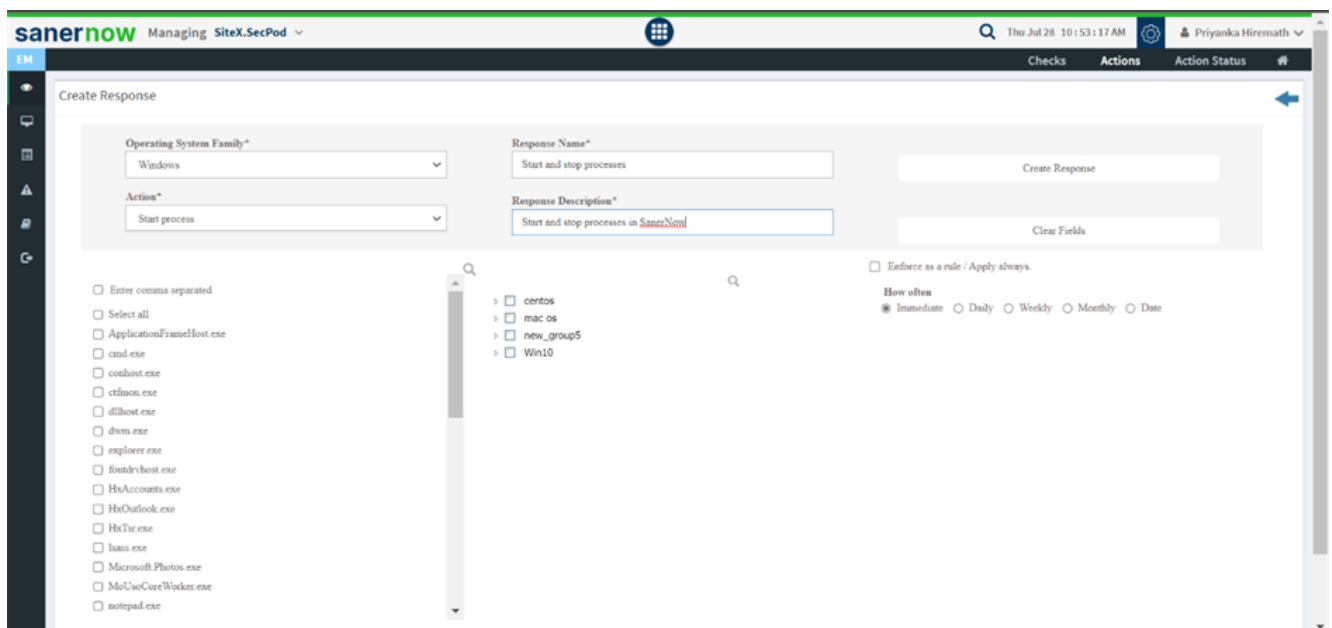 sanernow Managing SiteX.SecPod Thu Jul 28 10:53:17 AM Priyanka Hiremath
EM Checks Actions Action Status
Create Response
Operating System Family* Response Name*
Windows Start and stop processes Create Response
Action* Response Description*
Start process Start and stop processes in SanerNow Clear Fields
Enforce as a rule / Apply always.
Enter comma separated
How often
Immediate Daily Weekly Monthly Date
Select all
ApplicationFrameHost.exe
cmd.exe
conhost.exe
ctfmon.exe
dllhost.exe
dwm.exe
explorer.exe
fontdrvhost.exe
HxAccounts.exe
HxOutlook.exe
HxTsr.exe
lsass.exe
Microsoft.Photos.exe
MoUsoCoreWorker.exe
notepad.exe
centos
mac os
new_group5
Win10